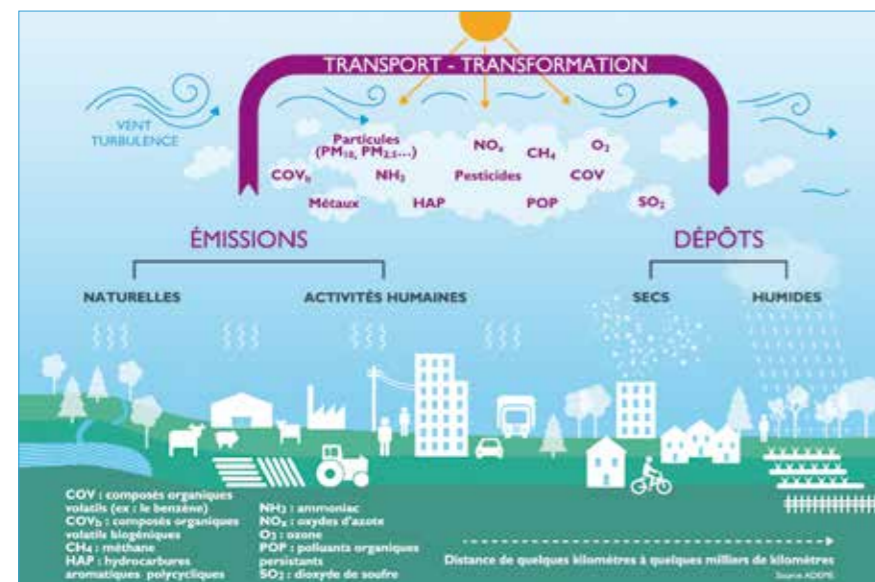 TRANSPORT - TRANSFORMATION
VENT
TURBULENCE
Particules
(PM10, PM2,5...)
NOx
CH4
O3
COVb
NH3
Pesticides
COV
Métaux
HAP
POP
SO2
ÉMISSIONS
DÉPÔTS
NATURELLES
ACTIVITÉS HUMAINES
SECS
HUMIDES
COV : composés organiques
volatils (ex : le benzène)
COVb : composés organiques
volatils biogéniques
CH4 : méthane
HAP : hydrocarbures
aromatiques polycycliques
NH3 : ammoniac
NOx : oxydes d'azote
O3 : ozone
POP : polluants organiques
persistants
SO2 : dioxyde de soufre
Distance de quelques kilomètres à quelques milliers de kilomètres
Source ADEME